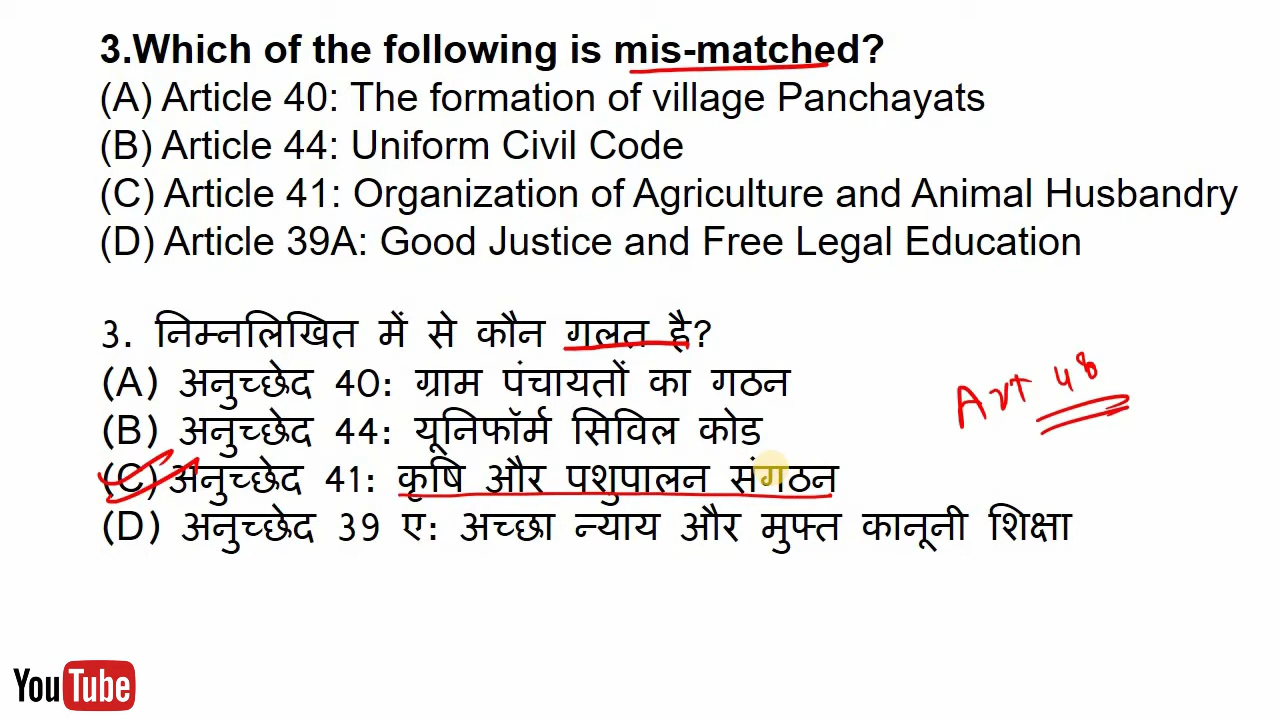 3.Which of the following is mis-matched?
(A) Article 40: The formation of village Panchayats
(B) Article 44: Uniform Civil Code
(C) Article 41: Organization of Agriculture and Animal Husbandry
(D) Article 39A: Good Justice and Free Legal Education
3. निम्नलिखित में से कौन गलत है?
(A) अनुच्छेद 40: ग्राम पंचायतों का गठन
(B) अनुच्छेद 44: यूनिफॉर्म सिविल कोड
(C) अनुच्छेद 41: कृषि और पशुपालन संगठन
(D) अनुच्छेद 39 ए: अच्छा न्याय और मुफ्त कानूनी शिक्षा
Art 48
YouTube